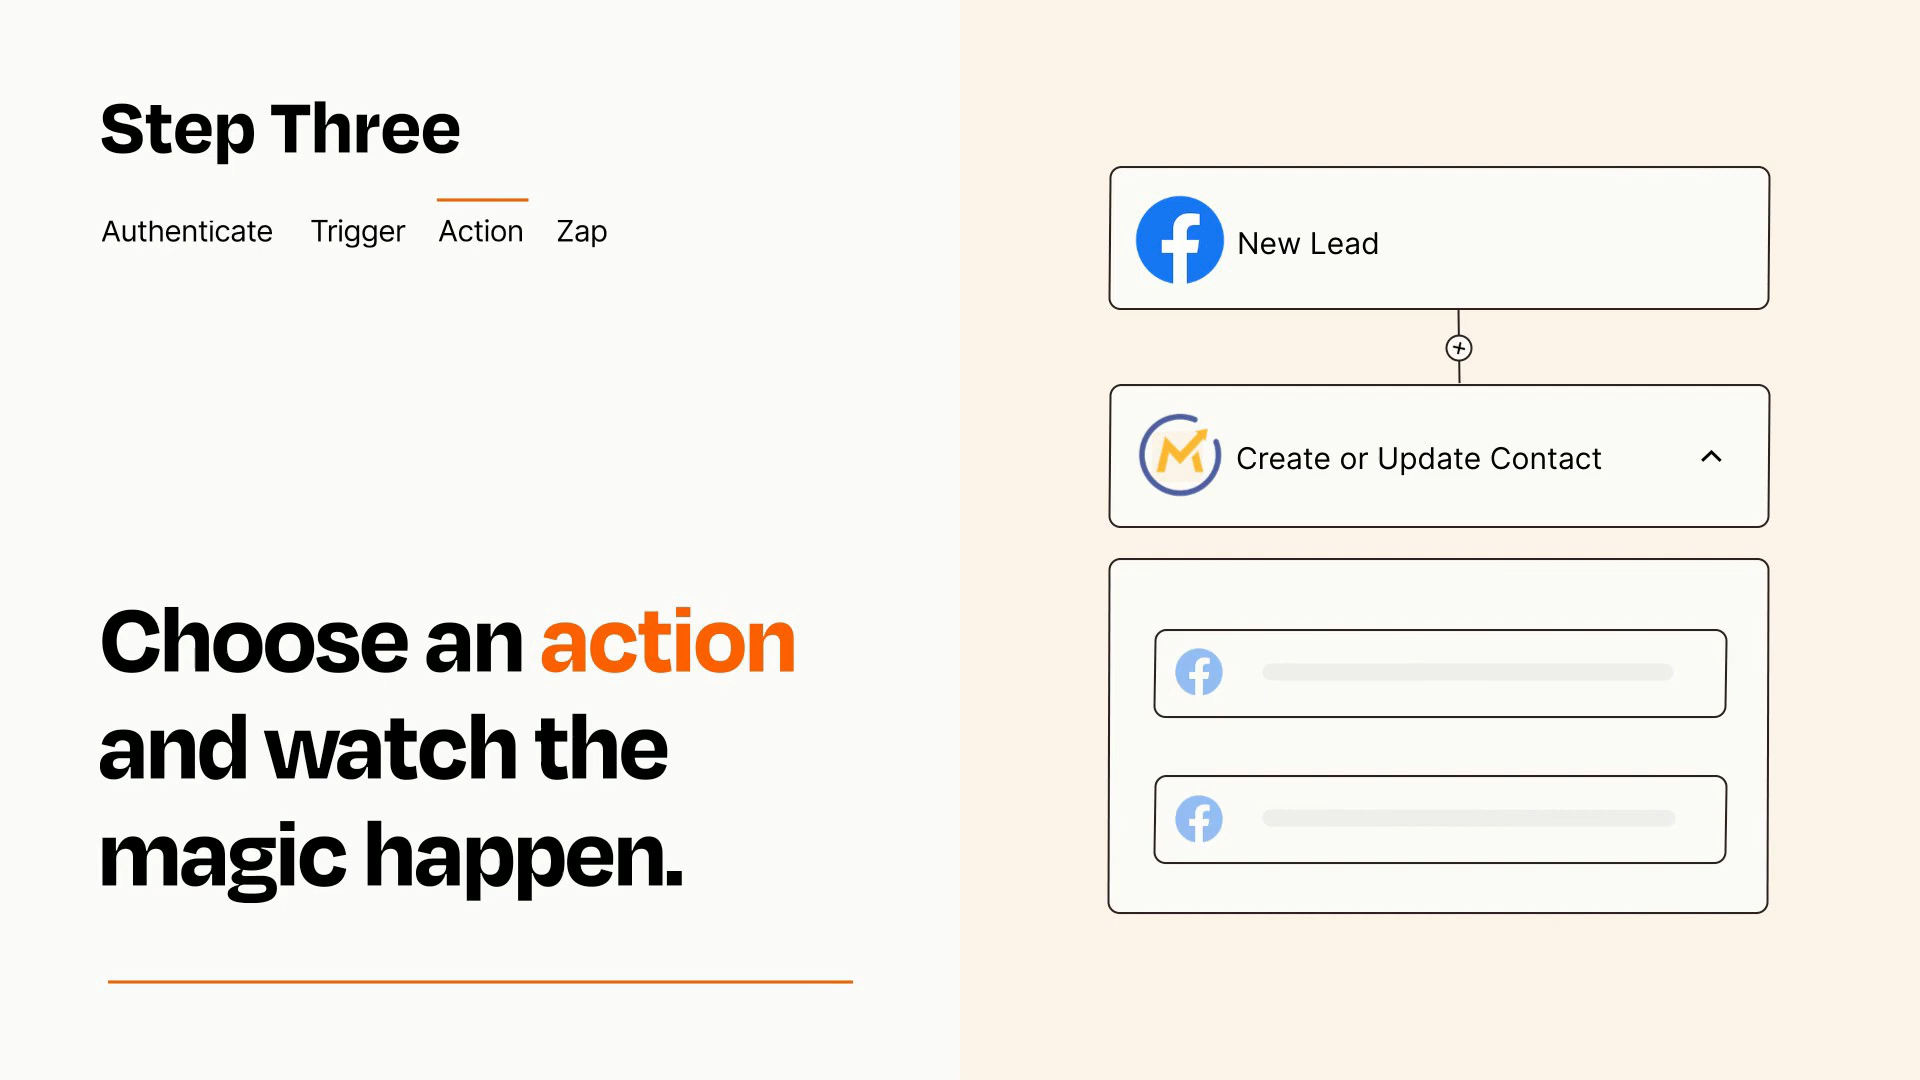 Step Three
Authenticate Trigger Action Zap
Choose an action
and watch the
magic happen.
New Lead
Create or Update Contact